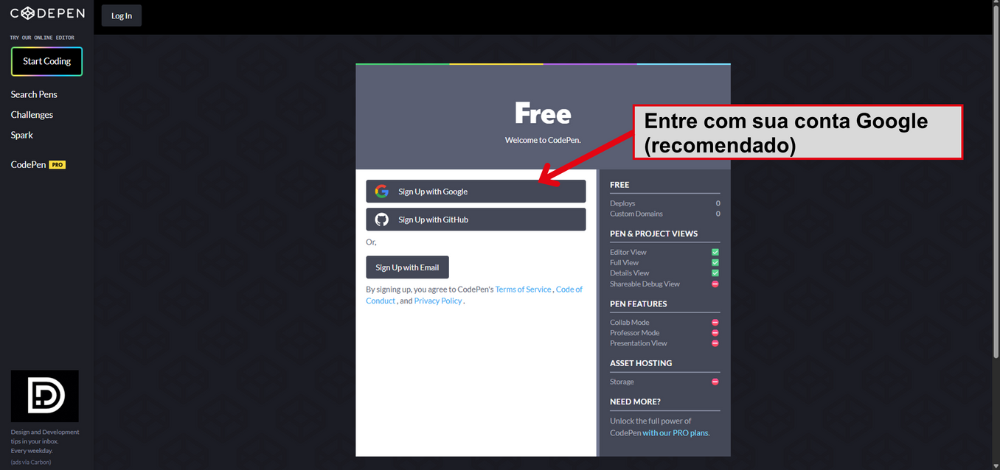 CODEPEN
Log In
TRY OUR ONLINE EDITOR
Start Coding
Search Pens
Challenges
Spark
CodePen PRO
Free
Welcome to CodePen.
Entre com sua conta Google
(recomendado)
Sign Up with Google
Sign Up with GitHub
Or,
Sign Up with Email
By signing up, you agree to CodePen's Terms of Service , Code of
Conduct , and Privacy Policy .
FREE
Deploys 0
Custom Domains 0
PEN & PROJECT VIEWS
Editor View
Full View
Details View
Shareable Debug View
PEN FEATURES
Collab Mode
Professor Mode
Presentation View
ASSET HOSTING
Storage
NEED MORE?
Unlock the full power of
CodePen with our PRO plans.
Design and Development
tips in your inbox.
Every weekday.
(ads via Carbon)